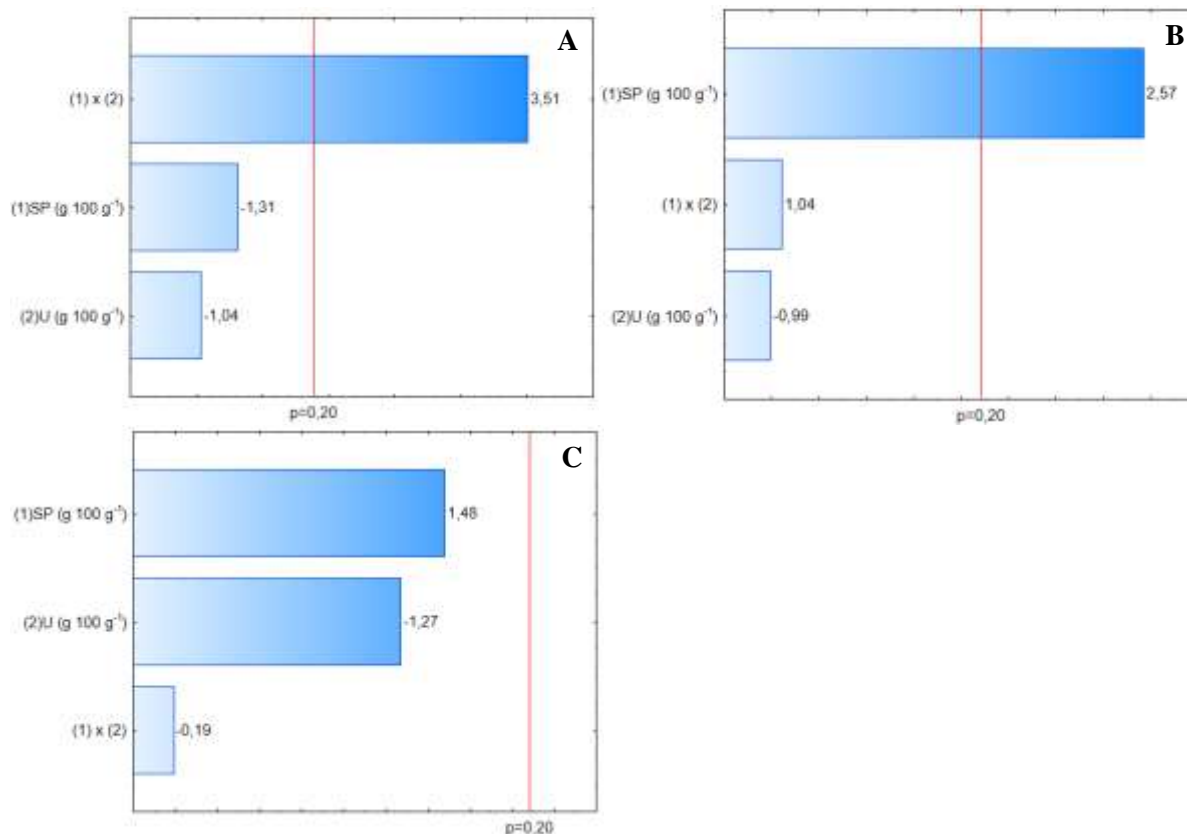 A
(1) x (2)
3,51
(1)SP (g 100 g⁻¹)
-1,31
(2)U (g 100 g⁻¹)
-1,04
p=0,20
B
(1)SP (g 100 g⁻¹)
2,57
(1) x (2)
1,04
(2)U (g 100 g⁻¹)
-0,99
p=0,20
C
(1)SP (g 100 g⁻¹)
1,48
(2)U (g 100 g⁻¹)
-1,27
(1) x (2)
-0,19
p=0,20